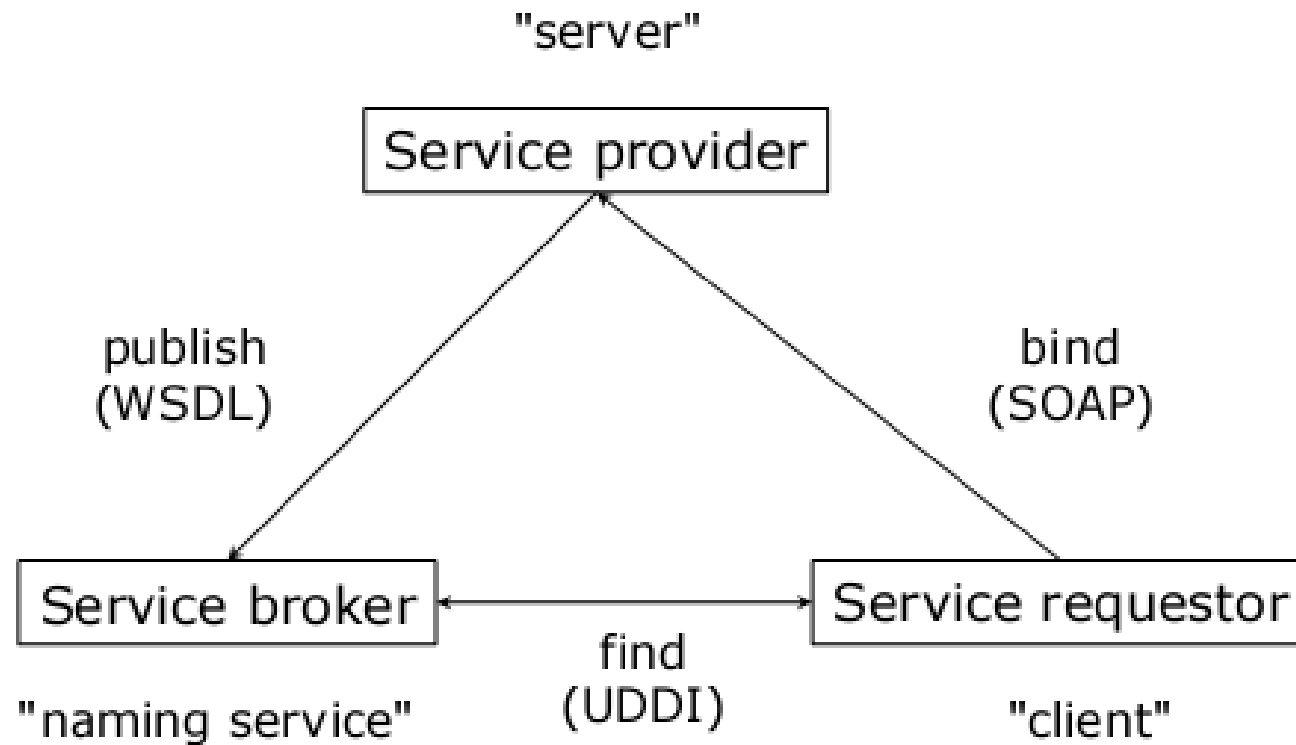 "server"
Service provider
publish
(WSDL)
bind
(SOAP)
Service broker
Service requestor
find
(UDDI)
"naming service"
"client"